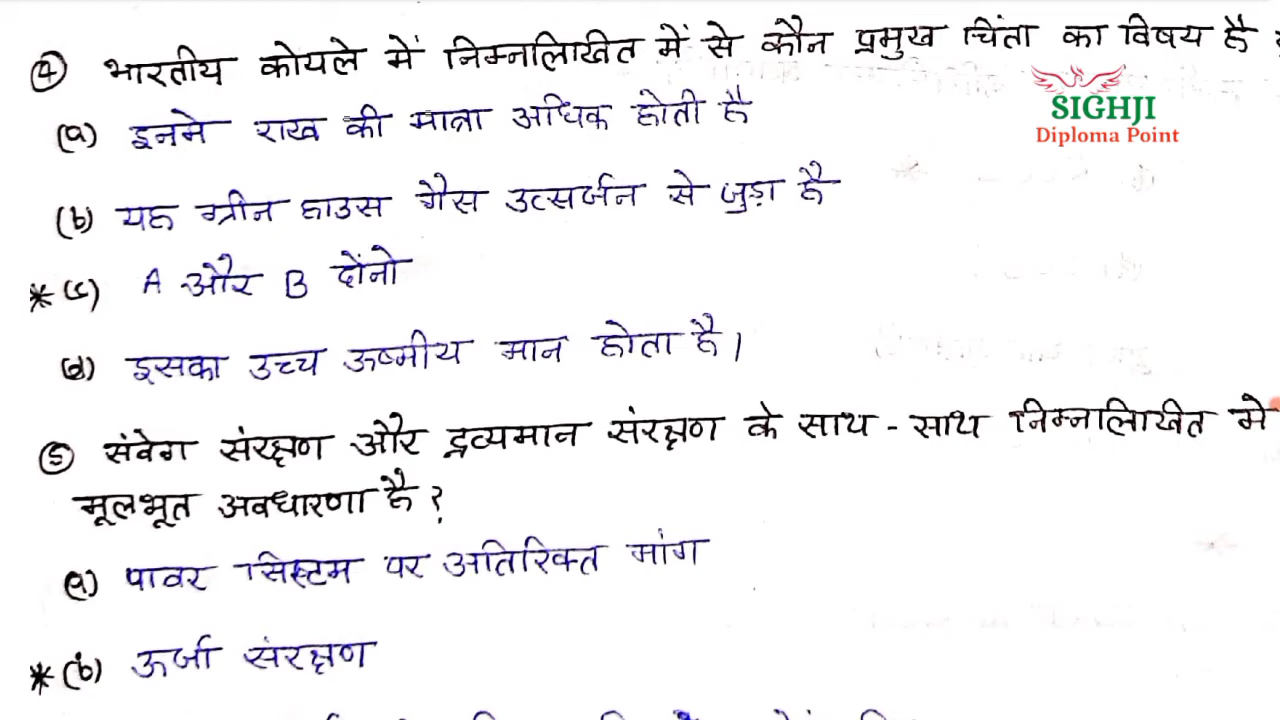 ④ भारतीय कोयले में निम्नलिखित में से कौन प्रमुख चिंता का विषय है
SIGHJI
Diploma Point
(a) इनमे राख की मात्रा अधिक होती है
(b) यह ग्रीन हाउस गैस उत्सर्जन से जुड़ा है
* (c) A और B दोंनो
(d) इसका उच्च ऊष्मीय मान होता है।
⑤ संवेग संरक्षण और द्रव्यमान संरक्षण के साथ - साथ निम्नलिखित मे
मूलभूत अवधारणा है ?
(a) पावर सिस्टम पर अतिरिक्त मांग
* (b) ऊर्जा संरक्षण